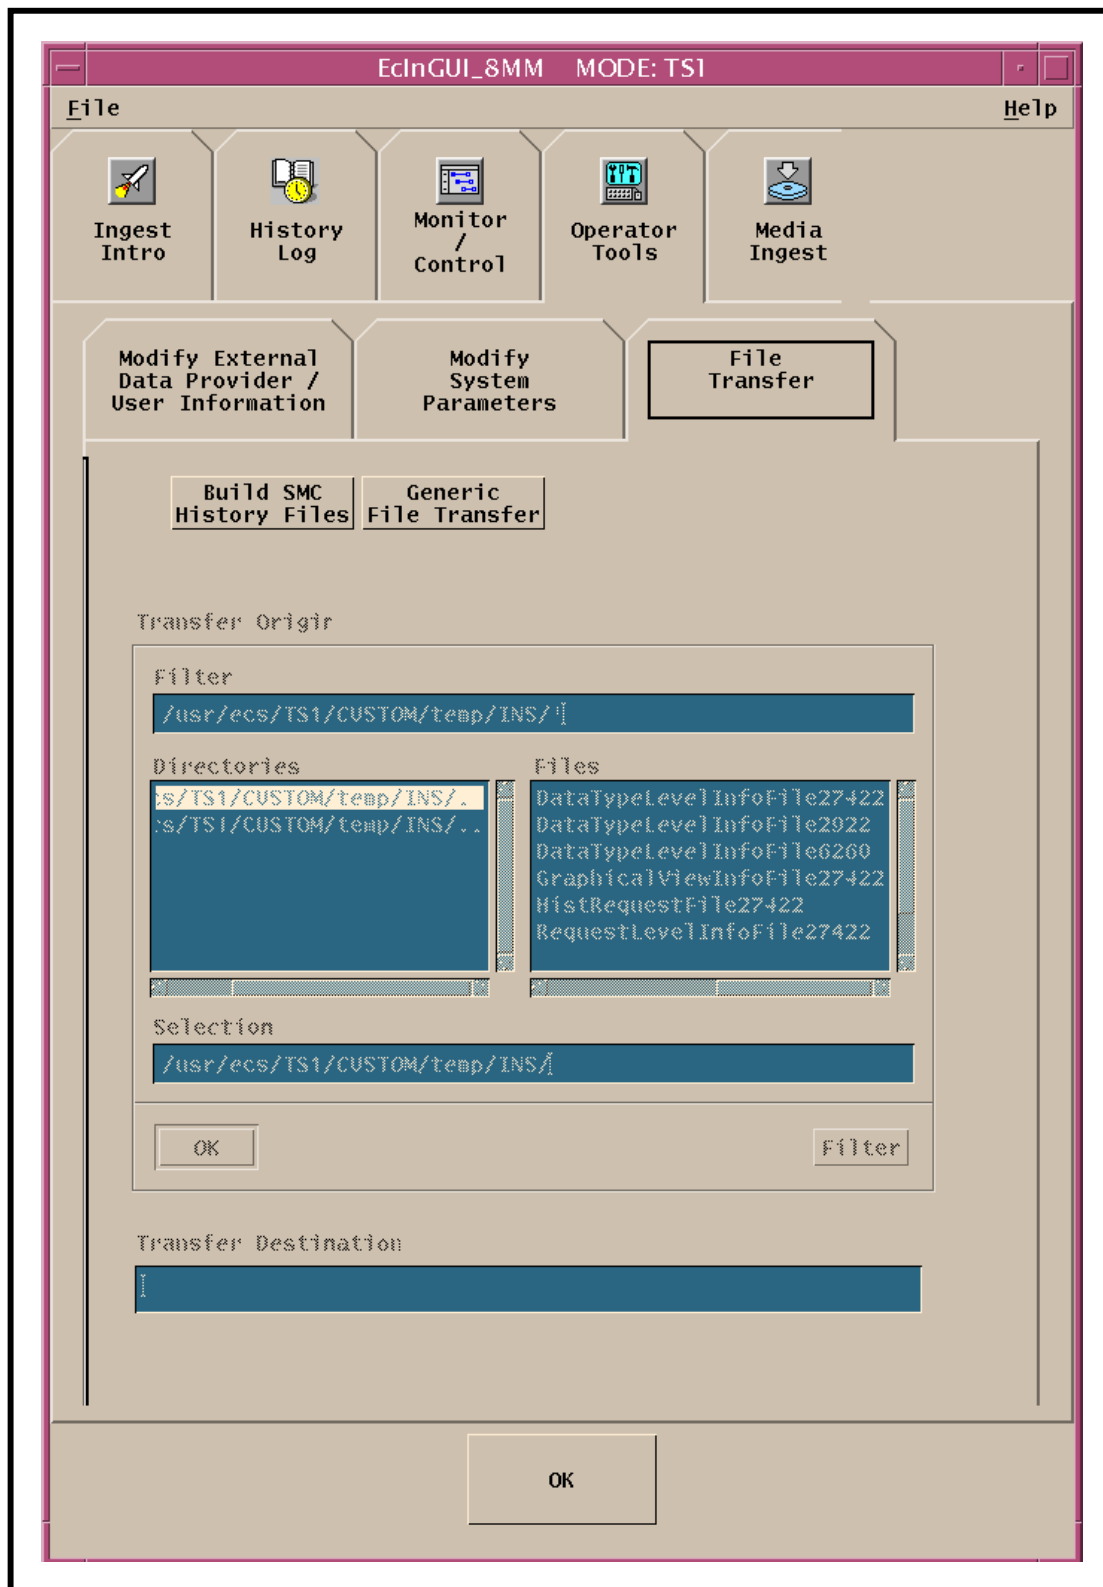 EcInGUI_8MM MODE: TS1
File Help
Ingest
Intro
History
Log
Monitor
/
Control
Operator
Tools
Media
Ingest
Modify External
Data Provider /
User Information
Modify
System
Parameters
File
Transfer
Build SMC
History Files
Generic
File Transfer
Transfer Origir
Filter
/usr/ecs/TS1/CUSTOM/temp/INS/
Directories
cs/TS1/CUSTOM/temp/INS/.
cs/TS1/CUSTOM/temp/INS/..
Files
DataTypeLevelInfoFile27422
DataTypeLevelInfoFile2922
DataTypeLevelInfoFile6260
GraphicalViewInfoFile27422
HistRequestFile27422
RequestLevelInfoFile27422
Selection
/usr/ecs/TS1/CUSTOM/temp/INS/
OK Filter
Transfer Destination
OK